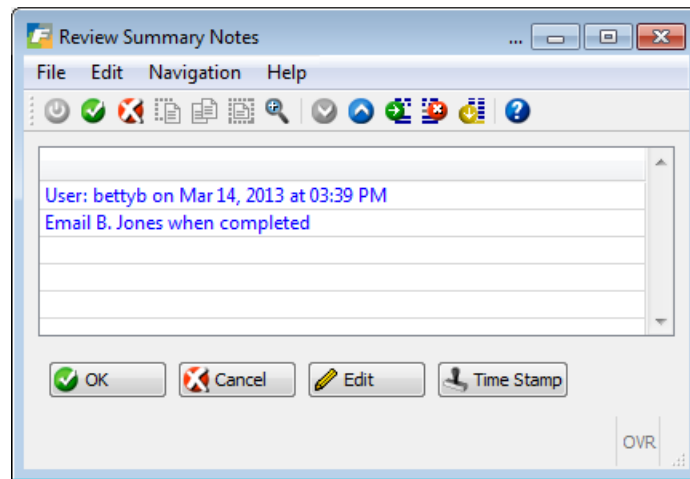 Review Summary Notes ...
File Edit Navigation Help
User: bettyb on Mar 14, 2013 at 03:39 PM
Email B. Jones when completed
OK Cancel Edit Time Stamp
OVR